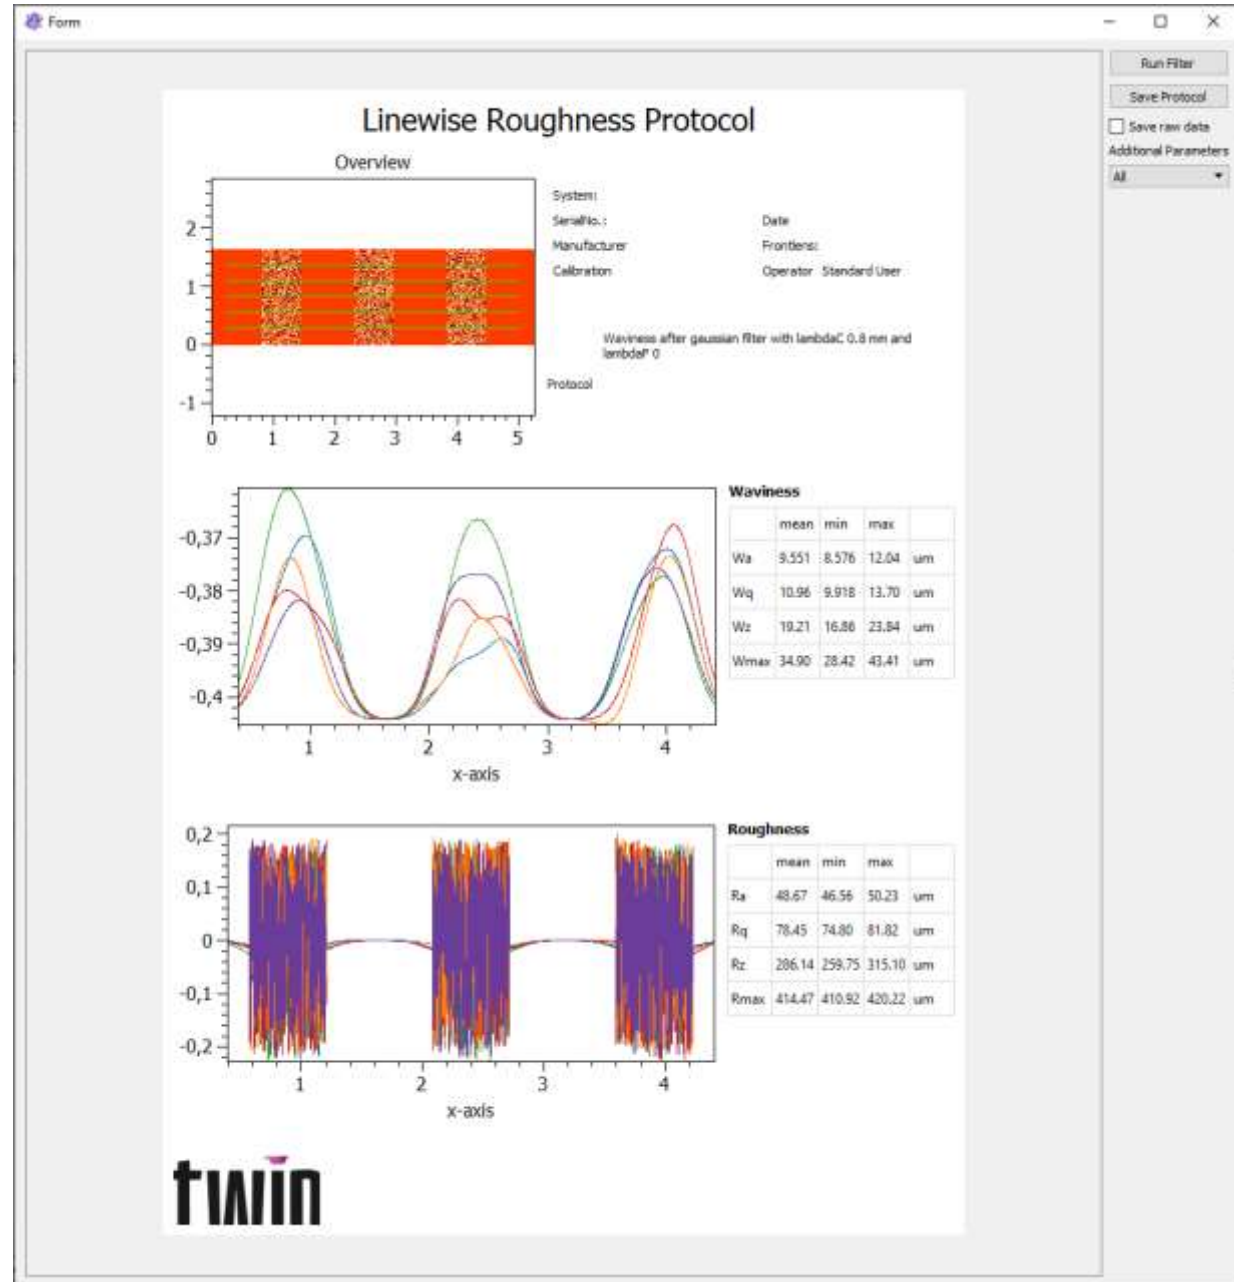 Form
Run Filter
Save Protocol
Save raw data
Additional Parameters
All
Linewise Roughness Protocol
Overview
2
1
0
-1
0 1 2 3 4 5
System:
SerialNo.: Date
Manufacturer Frontlens:
Calibration Operator Standard User
Waviness after gaussian filter with lambdaC 0.8 mm and
lambdaP 0
Protocol
-0,37
-0,38
-0,39
-0,4
1 2 3 4
x-axis
Waviness
mean min max
Wa 9.551 8.576 12.04 um
Wq 10.96 9.918 13.70 um
Wz 19.21 16.86 23.84 um
Wmax 34.90 28.42 43.41 um
0,2
0,1
0
-0,1
-0,2
1 2 3 4
x-axis
Roughness
mean min max
Ra 48.67 46.56 50.23 um
Rq 78.45 74.80 81.82 um
Rz 286.14 259.75 315.10 um
Rmax 414.47 410.92 420.22 um
twin